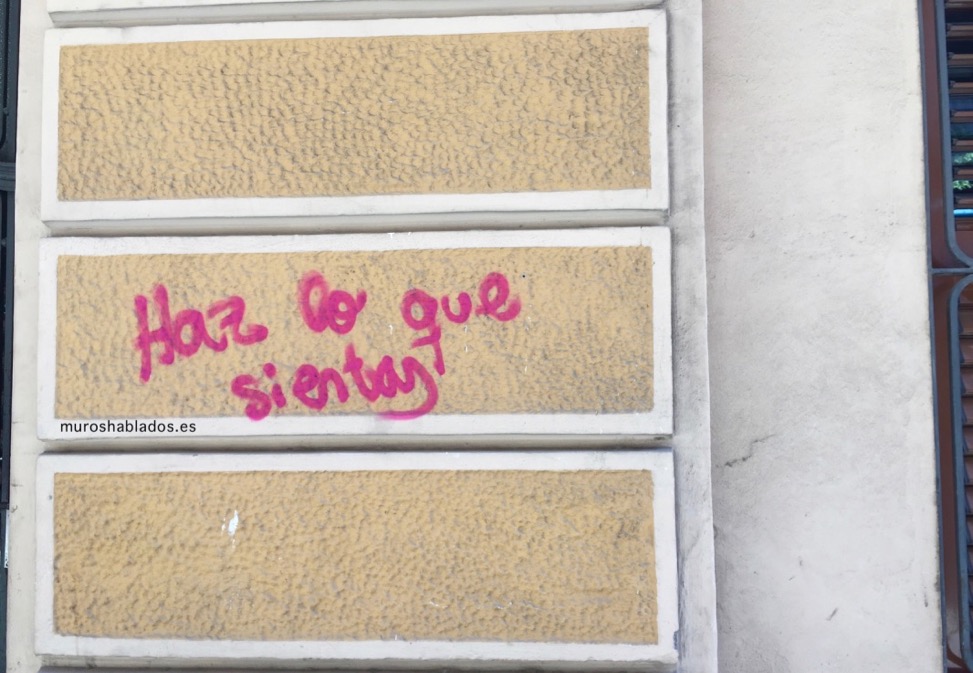 Haz lo que
sientas
muroshablados.es